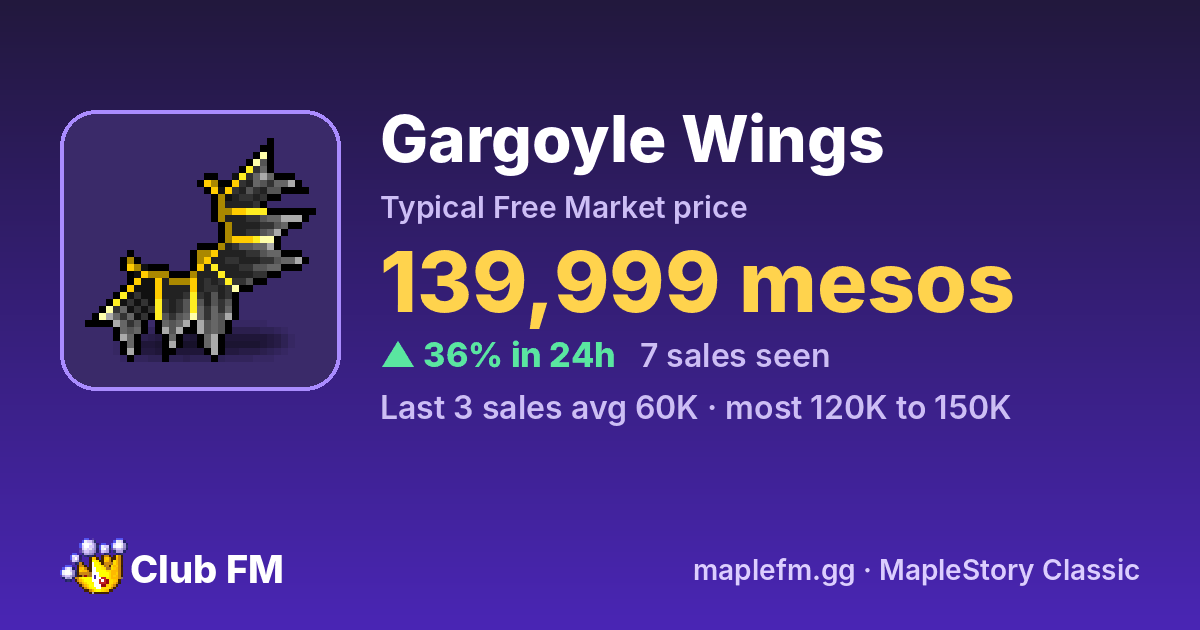 Gargoyle Wings
Typical Free Market price
139,999 mesos
▲ 36% in 24h 7 sales seen
Last 3 sales avg 60K · most 120K to 150K
Club FM
maplefm.gg · MapleStory Classic